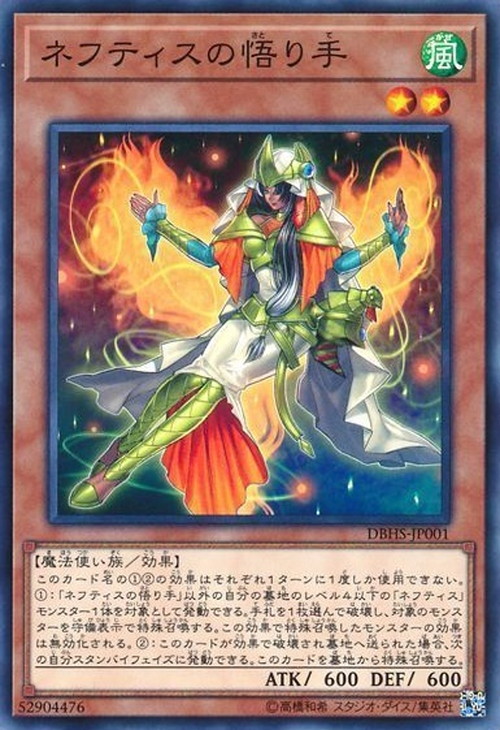 ネフティスの悟り手
風
DBHS-JP001
【魔法使い族／効果】
このカード名の①②の効果はそれぞれ1ターンに1度しか使用できない。
①：「ネフティスの悟り手」以外の自分の墓地のレベル4以下の「ネフティス」
モンスター1体を対象として発動できる。手札を1枚選んで破壊し、対象のモンスター
を守備表示で特殊召喚する。この効果で特殊召喚したモンスターの効果
は無効化される。②：このカードが効果で破壊され墓地へ送られた場合、次
の自分スタンバイフェイズに発動できる。このカードを墓地から特殊召喚する。
ATK/ 600 DEF/ 600
52904476
©高橋和希 スタジオ・ダイス/集英社